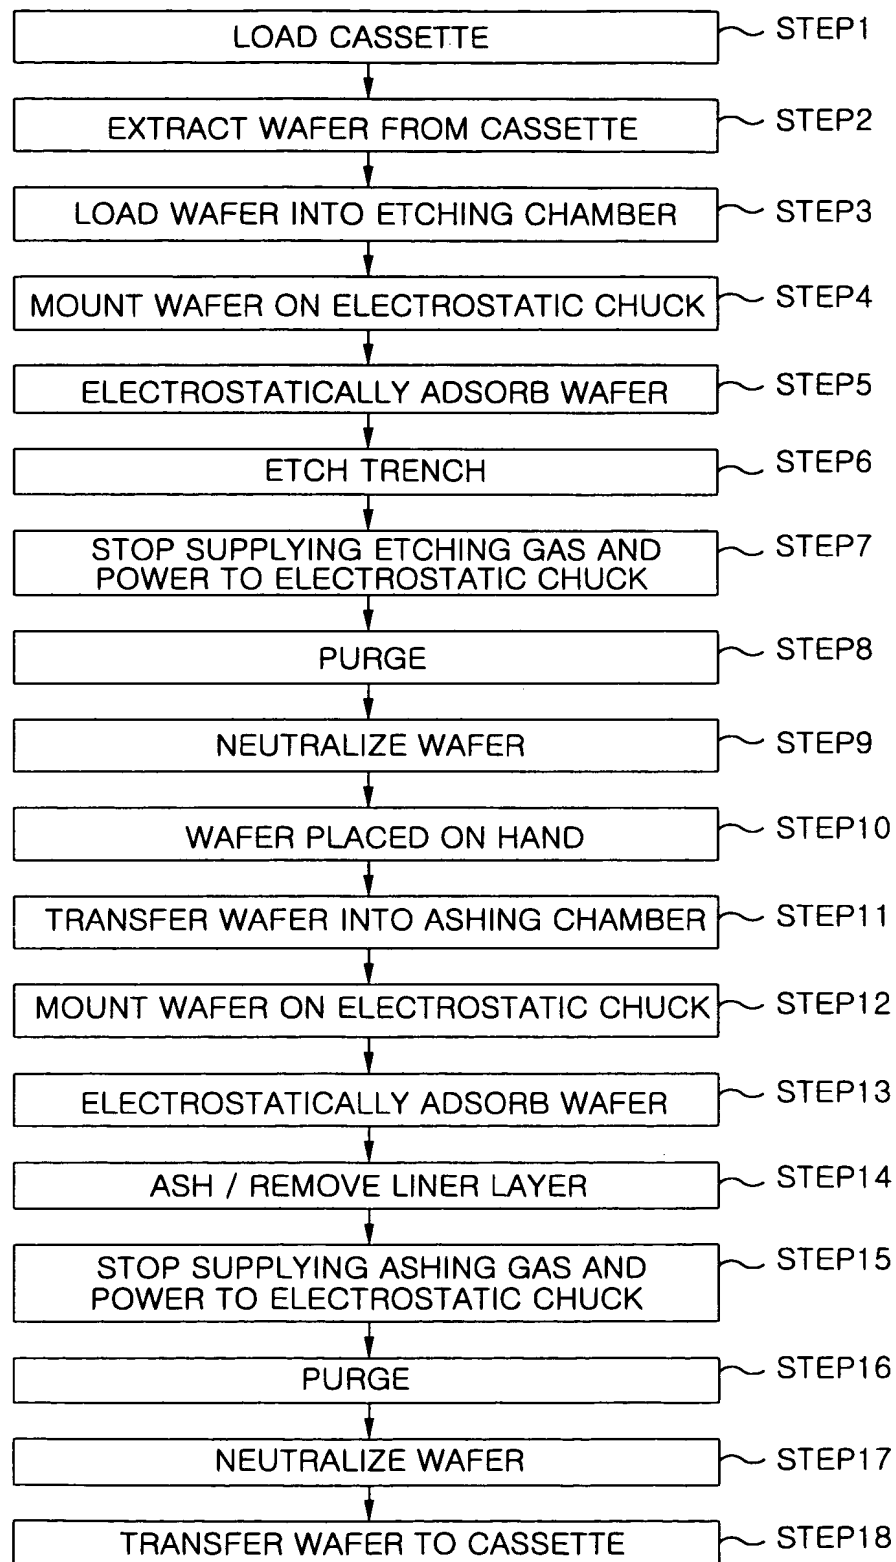 LOAD CASSETTE
STEP1
EXTRACT WAFER FROM CASSETTE
STEP2
LOAD WAFER INTO ETCHING CHAMBER
STEP3
MOUNT WAFER ON ELECTROSTATIC CHUCK
STEP4
ELECTROSTATICALLY ADSORB WAFER
STEP5
ETCH TRENCH
STEP6
STOP SUPPLYING ETCHING GAS AND
POWER TO ELECTROSTATIC CHUCK
STEP7
PURGE
STEP8
NEUTRALIZE WAFER
STEP9
WAFER PLACED ON HAND
STEP10
TRANSFER WAFER INTO ASHING CHAMBER
STEP11
MOUNT WAFER ON ELECTROSTATIC CHUCK
STEP12
ELECTROSTATICALLY ADSORB WAFER
STEP13
ASH / REMOVE LINER LAYER
STEP14
STOP SUPPLYING ASHING GAS AND
POWER TO ELECTROSTATIC CHUCK
STEP15
PURGE
STEP16
NEUTRALIZE WAFER
STEP17
TRANSFER WAFER TO CASSETTE
STEP18